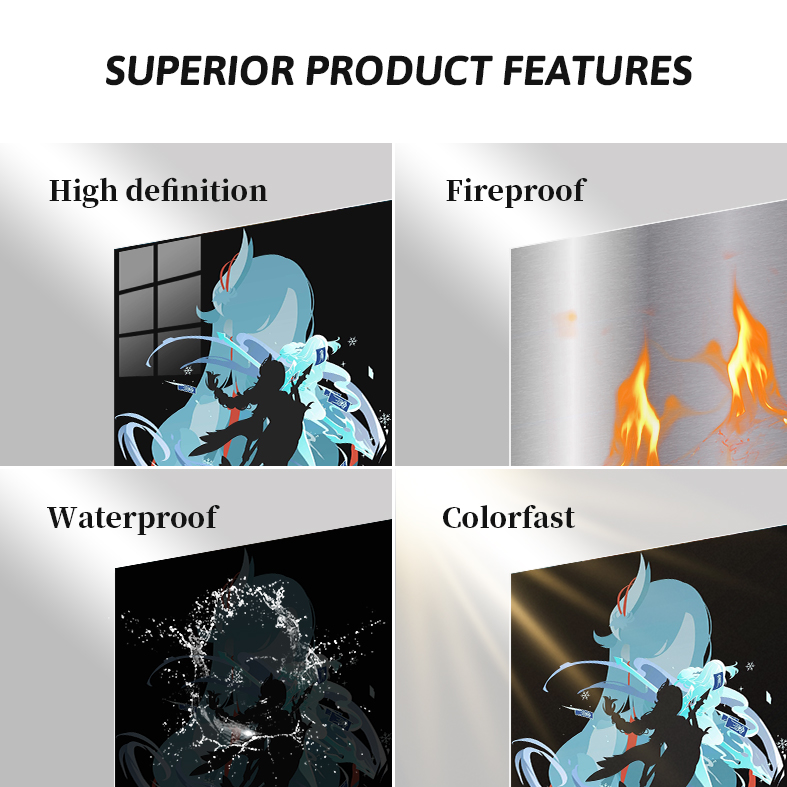 SUPERIOR PRODUCT FEATURES
High definition
Fireproof
Waterproof
Colorfast